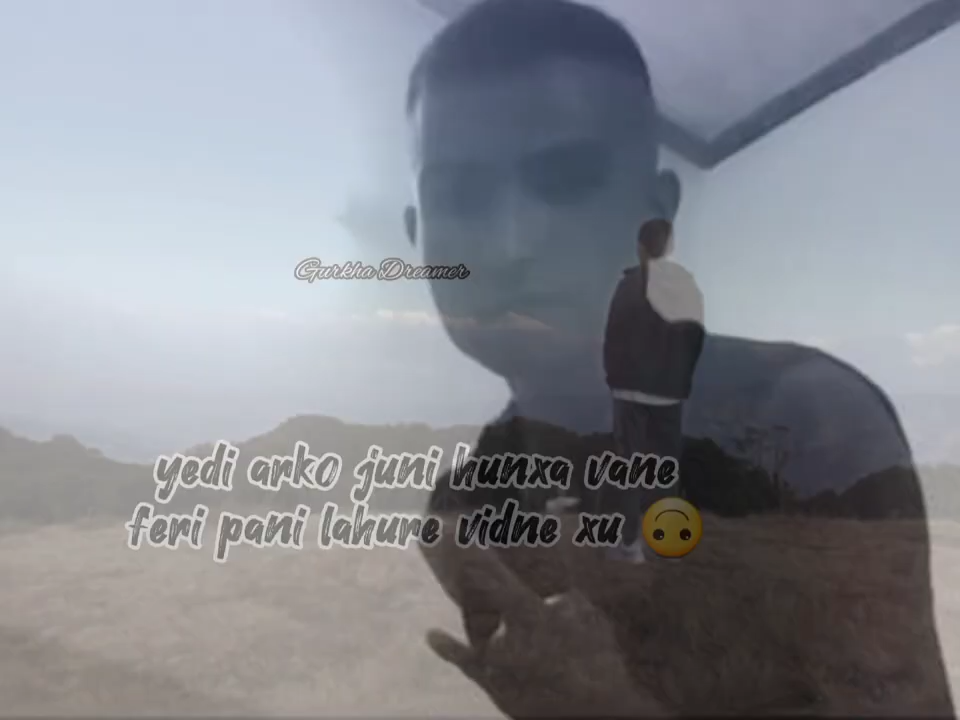 Gurkha Dreamer
yedi arko juni hunxa vane
feri pani lahure vidne xu 🙃